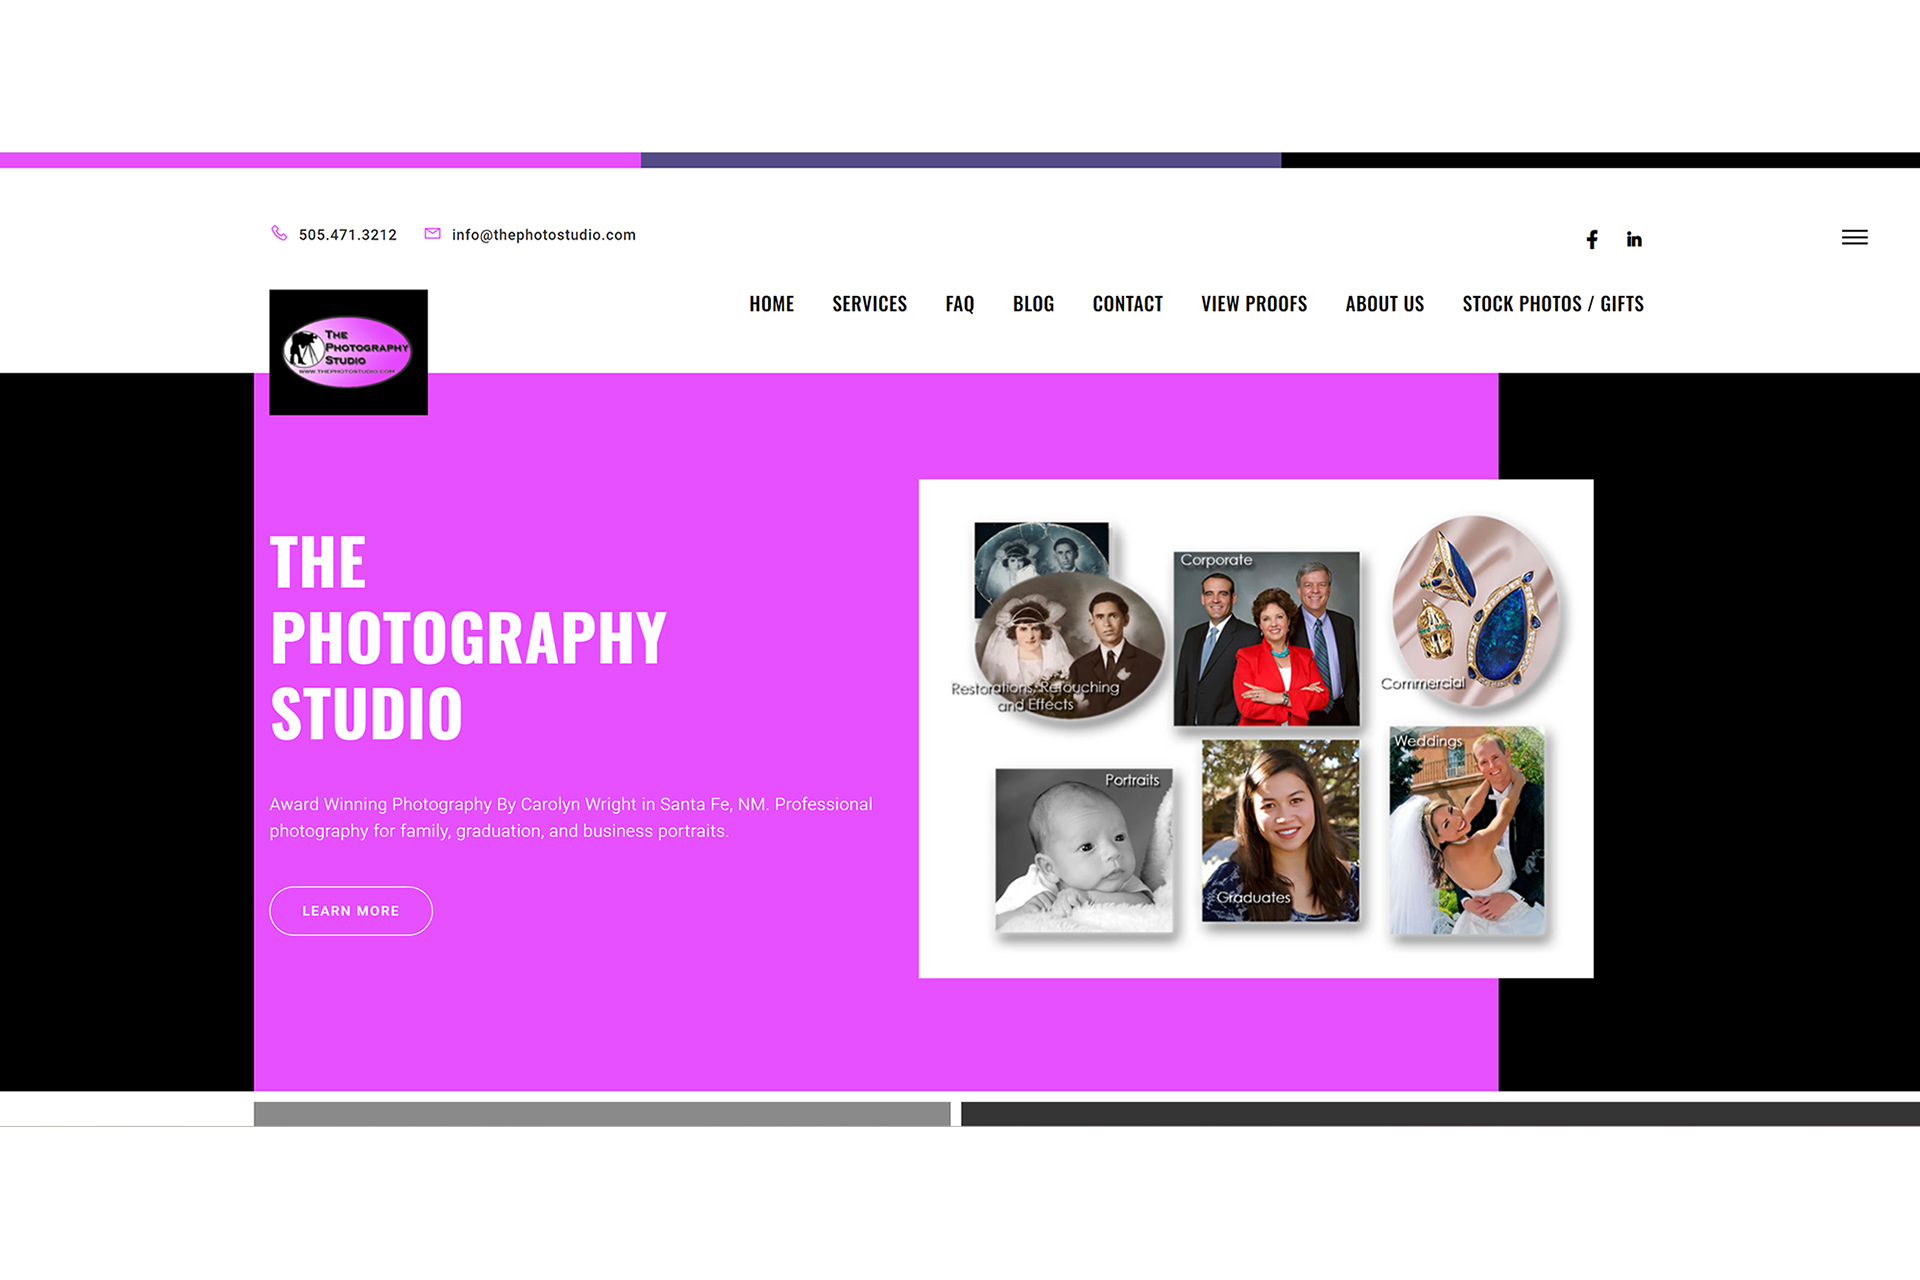 505.471.3212
info@thephotostudio.com
HOME
SERVICES
FAQ
BLOG
CONTACT
VIEW PROOFS
ABOUT US
STOCK PHOTOS / GIFTS
THE
PHOTOGRAPHY
STUDIO
WWW.THEPHOTOSTUDIO.COM
THE
PHOTOGRAPHY
STUDIO
Award Winning Photography By Carolyn Wright in Santa Fe, NM. Professional
photography for family, graduation, and business portraits.
LEARN MORE
Restorations, Retouching
and Effects
Corporate
Commercial
Portraits
Graduates
Weddings